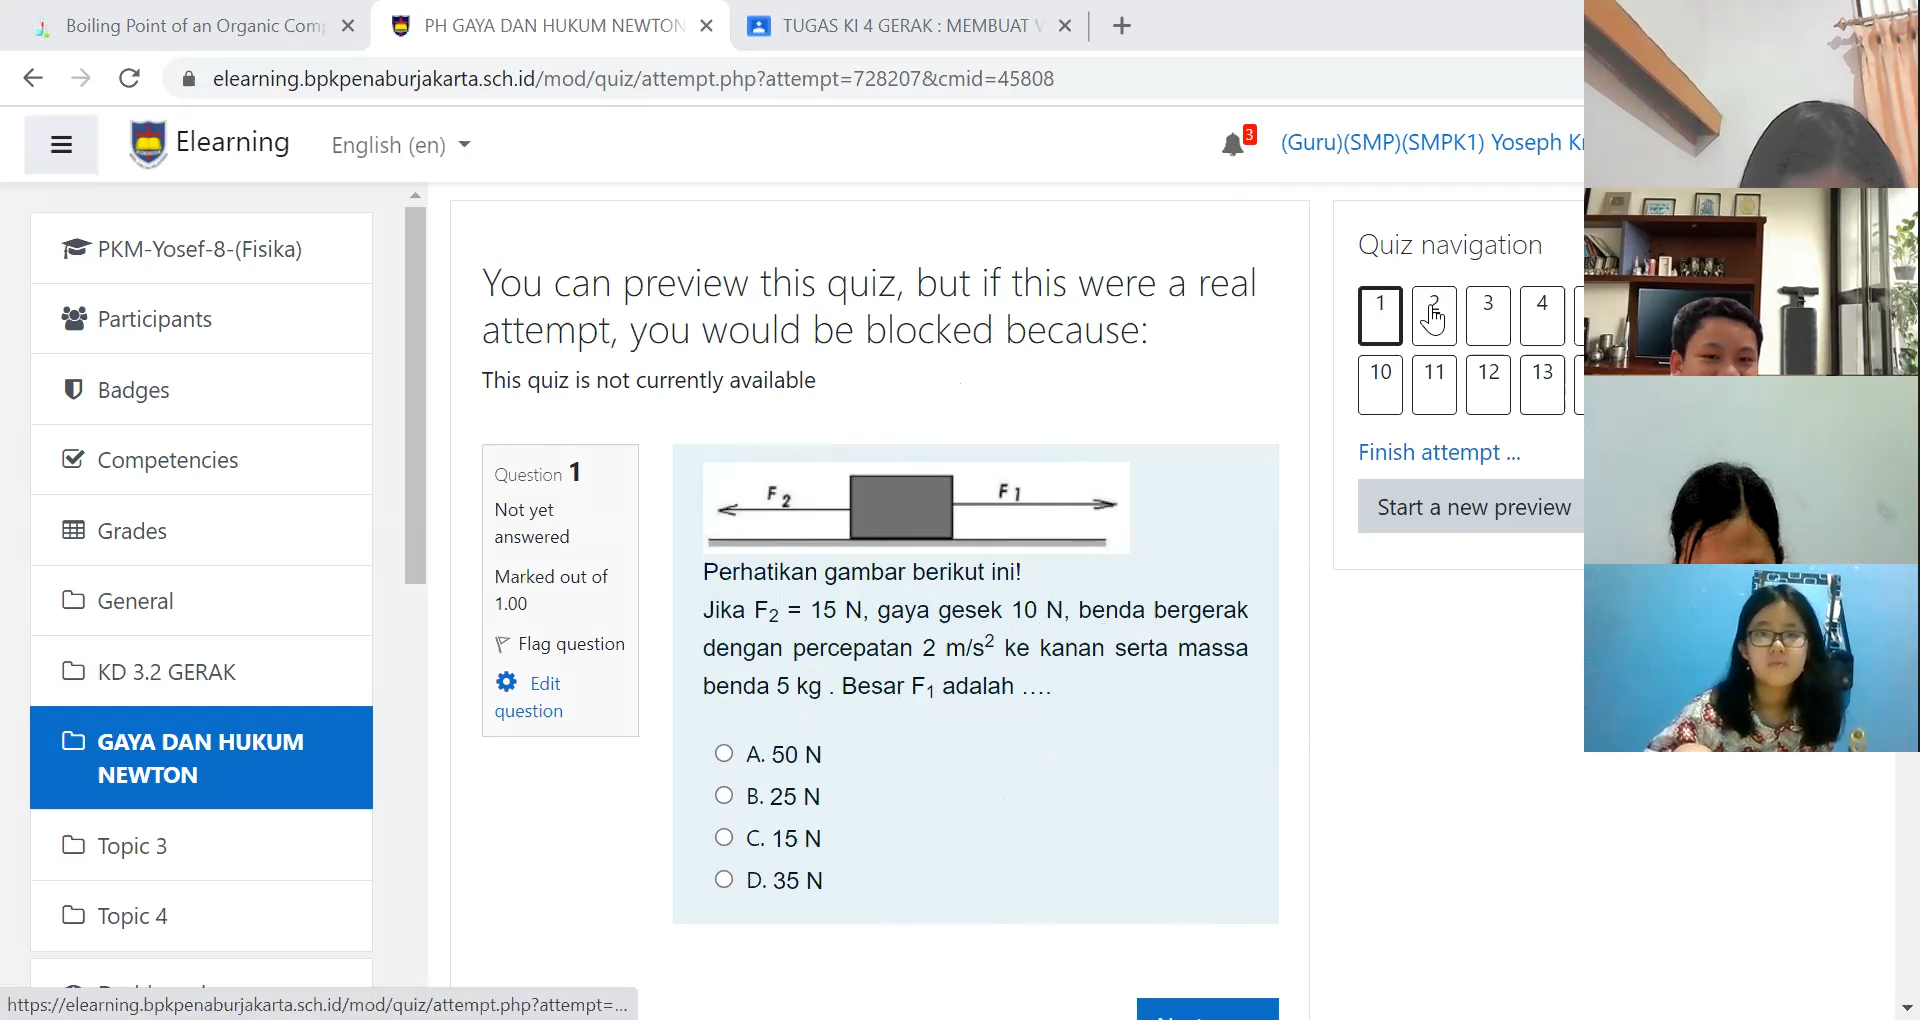 Boiling Point of an Organic Com
PH GAYA DAN HUKUM NEWTON
TUGAS KI 4 GERAK : MEMBUAT
elearning.bpkpenaburjakarta.sch.id/mod/quiz/attempt.php?attempt=728207&cmid=45808
Elearning
English (en)
3
(Guru)(SMP)(SMPK1) Yoseph
PKM-Yosef-8-(Fisika)
Participants
Badges
Competencies
Grades
General
KD 3.2 GERAK
GAYA DAN HUKUM
NEWTON
Topic 3
Topic 4
You can preview this quiz, but if this were a real
attempt, you would be blocked because:
This quiz is not currently available
Question 1
Not yet
answered
Marked out of
1.00
Flag question
Edit
question
F2
F1
Perhatikan gambar berikut ini!
Jika F₂ = 15 N, gaya gesek 10 N, benda bergerak
dengan percepatan 2 m/s² ke kanan serta massa
benda 5 kg . Besar F₁ adalah ….
A. 50 N
B. 25 N
C. 15 N
D. 35 N
Quiz navigation
1 2 3 4
10 11 12 13
Finish attempt ...
Start a new preview
https://elearning.bpkpenaburjakarta.sch.id/mod/quiz/attempt.php?attempt=...